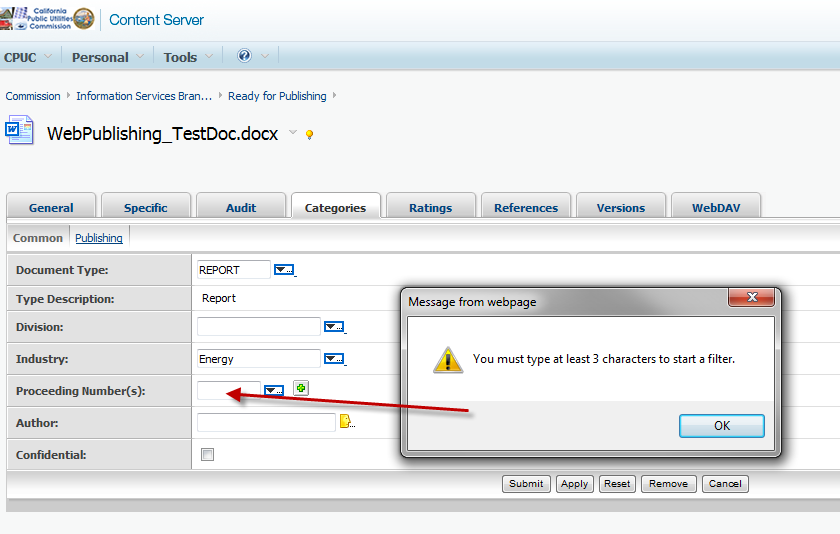 California
Public Utilities
Commission
Content Server
CPUC Personal Tools ?
Commission Information Services Bran... Ready for Publishing
WebPublishing_TestDoc.docx
General Specific Audit Categories Ratings References Versions WebDAV
Common Publishing
Document Type: REPORT
Type Description: Report
Division:
Industry: Energy
Proceeding Number(s):
Author:
Confidential:
Message from webpage
You must type at least 3 characters to start a filter.
OK
Submit Apply Reset Remove Cancel